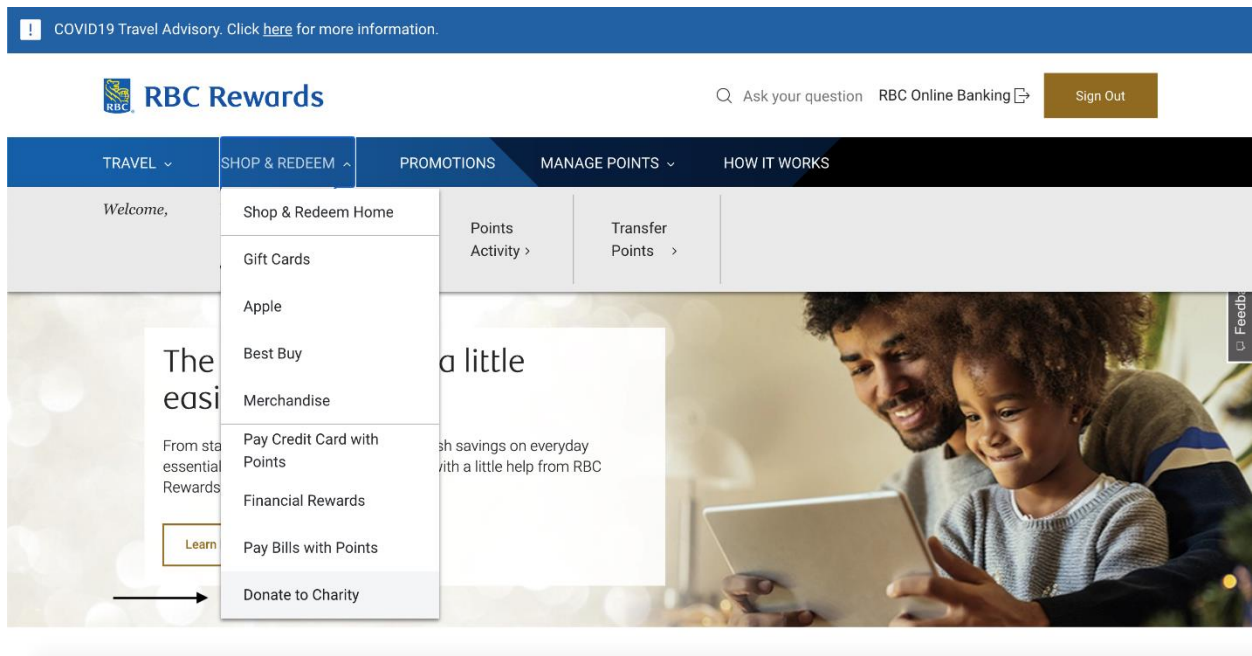 ! COVID19 Travel Advisory. Click here for more information.
RBC RBC Rewards
Ask your question RBC Online Banking Sign Out
TRAVEL SHOP & REDEEM PROMOTIONS MANAGE POINTS HOW IT WORKS
Welcome,
Shop & Redeem Home
Gift Cards
Apple
Best Buy
Merchandise
Pay Credit Card with
Points
Financial Rewards
Pay Bills with Points
Donate to Charity
Points
Activity >
Transfer
Points >
The a little
easi
From sta sh savings on everyday
essential with a little help from RBC
Rewards
Learn
Feedba